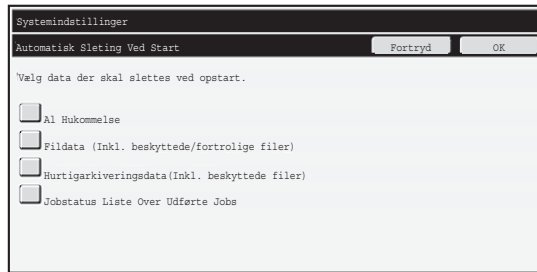 Systemindstillinger
Automatisk Sleting Ved Start Fortryd OK
'Vælg data der skal slettes ved opstart.
Al Hukommelse
Fildata (Inkl. beskyttede/fortrolige filer)
Hurtigarkiveringsdata(Inkl. beskyttede filer)
Jobstatus Liste Over Udførte Jobs